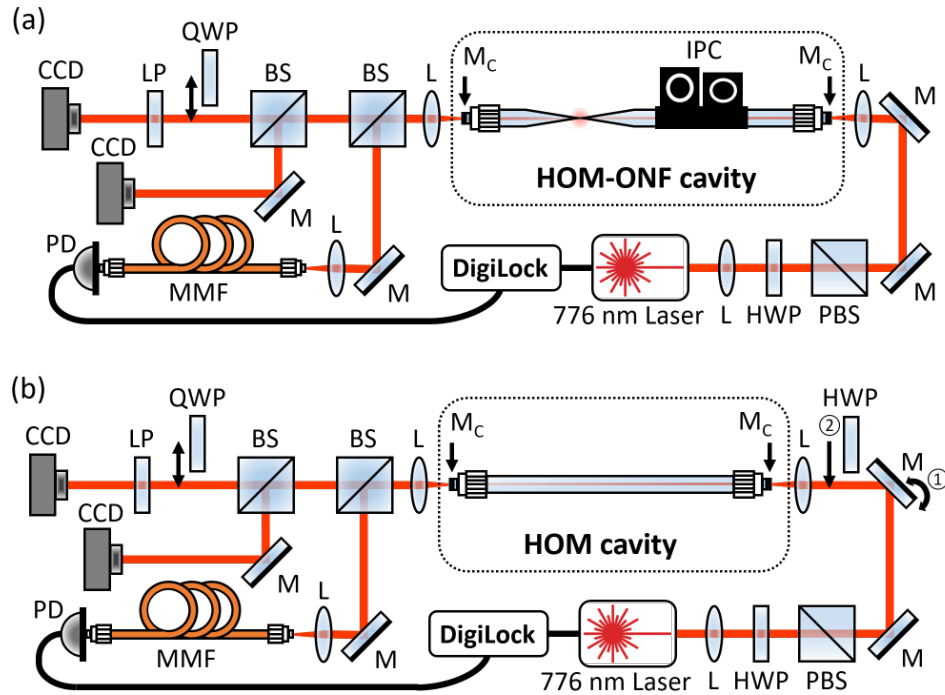 (a)
QWP
CCD LP BS BS L M_C IPC M_C L M
CCD
HOM-ONF cavity
M
PD L
MMF M DigiLock M
776 nm Laser L HWP PBS
(b)
QWP HWP
CCD LP BS BS L M_C M_C L ② M ①
CCD
HOM cavity
M
PD L
MMF M DigiLock M
776 nm Laser L HWP PBS